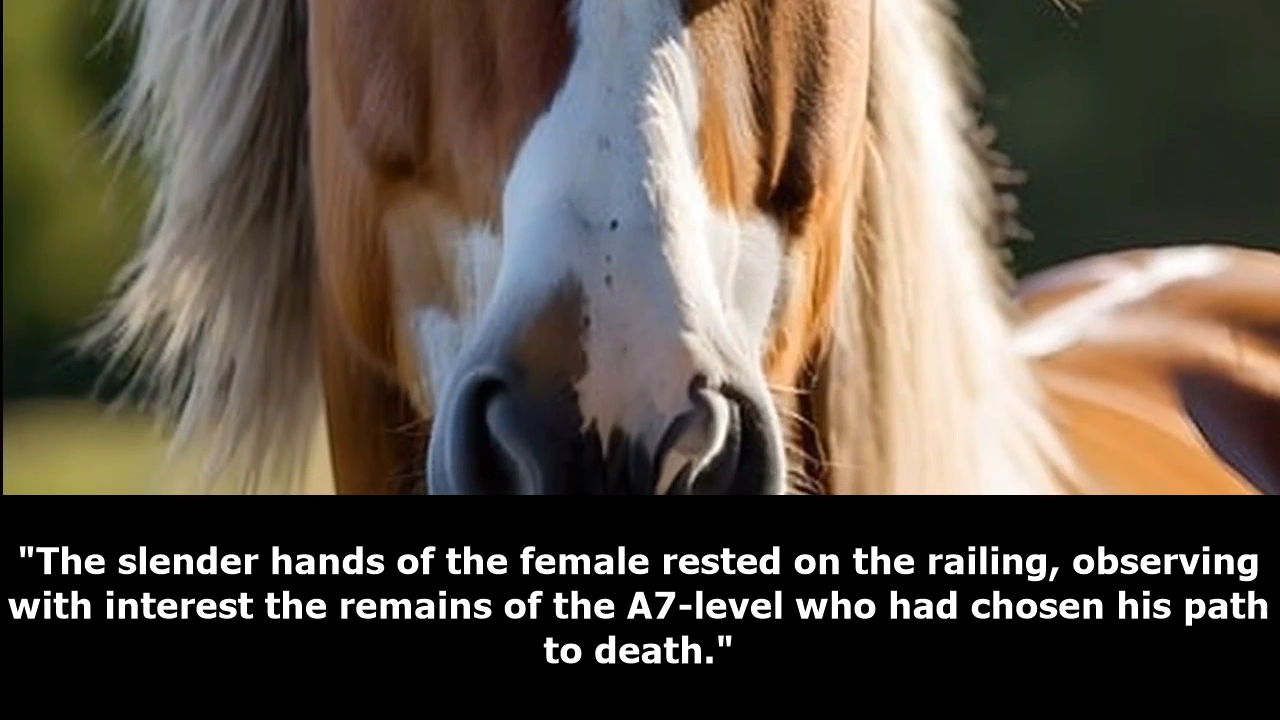 "The slender hands of the female rested on the railing, observing
with interest the remains of the A7-level who had chosen his path
to death."